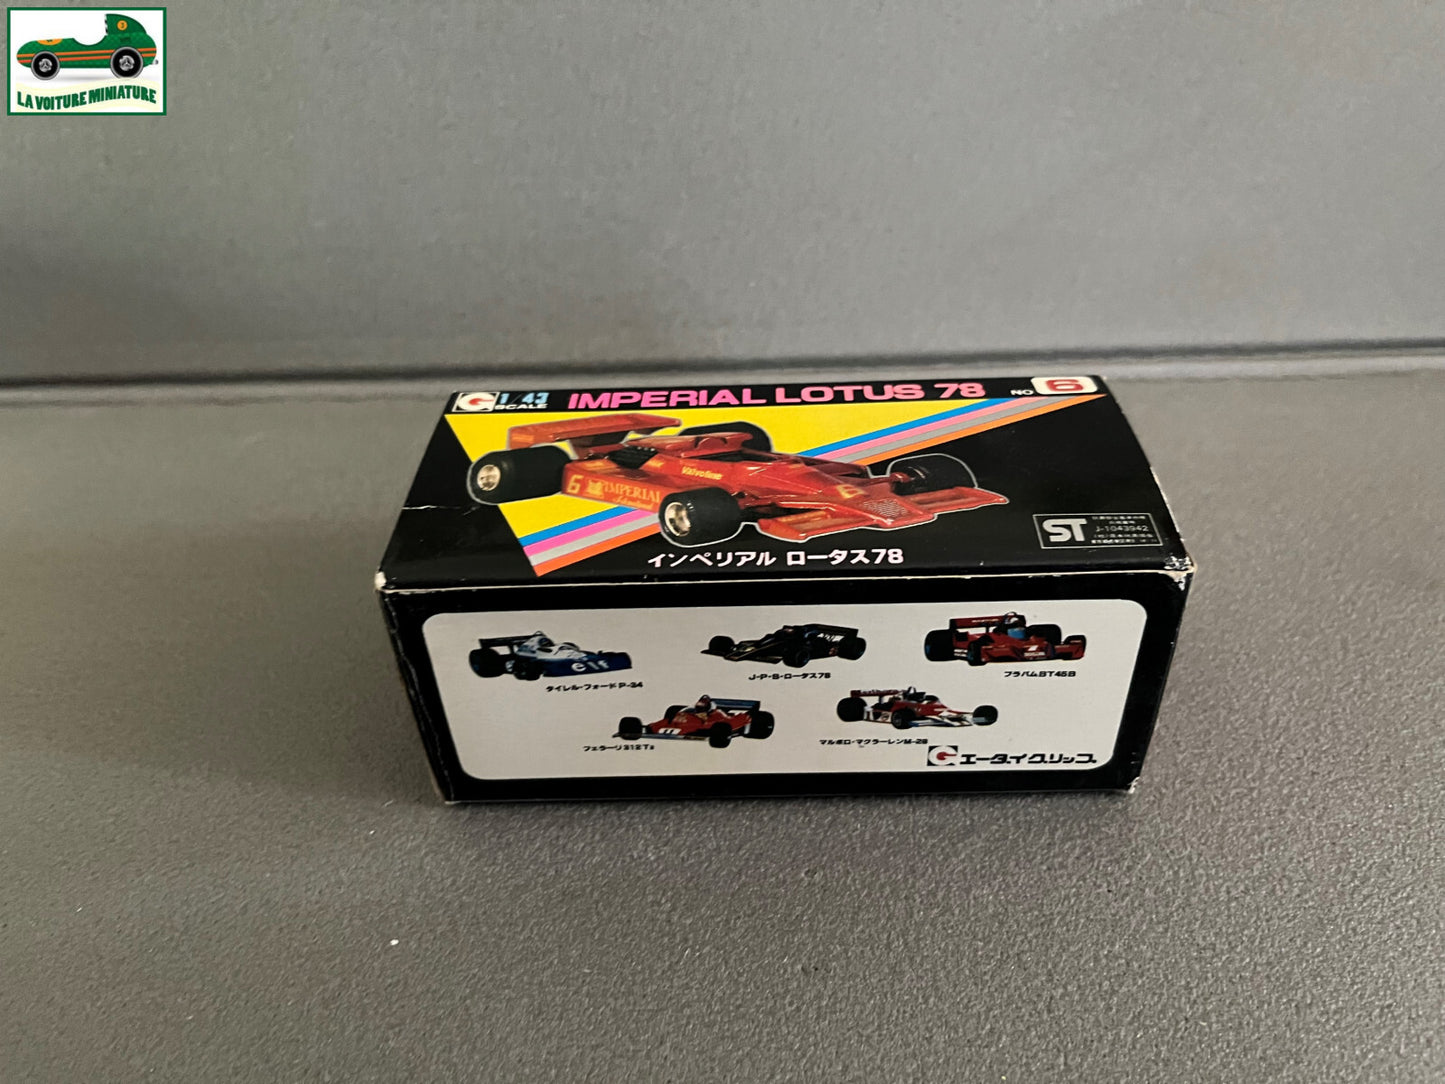 3
LA VOITURE MINIATURE
G 1/43 SCALE
IMPERIAL LOTUS 78
NO 6
Valvoline
6 IMPERIAL
インペリアル ロータス78
ST
J-1043942
elf
タイレル・フォード P-34
J・P・S・ロータス78
ブラバムBT45B
フェラーリ312T2
マルボロ・マクラーレンM-28
エーダイグリップ